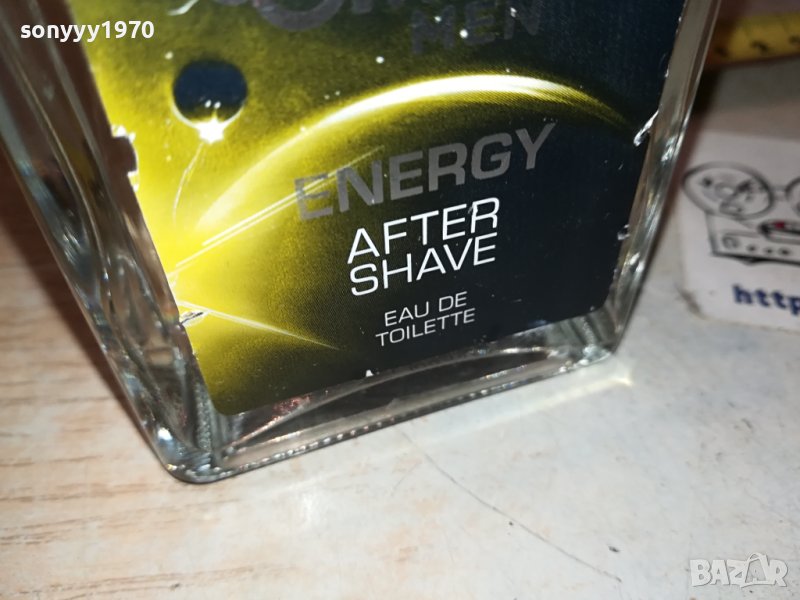 sonyyy1970
MEN
ENERGY
AFTER
SHAVE
EAU DE
TOILETTE
http
BAZAR